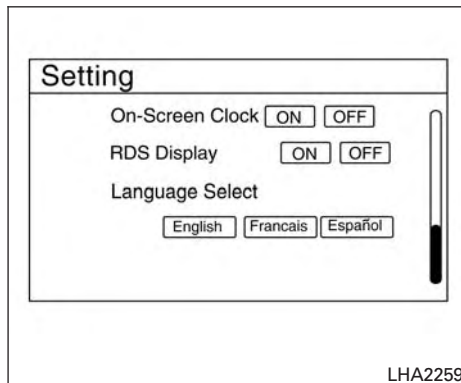 Setting
On-Screen Clock ON OFF
RDS Display ON OFF
Language Select
English Francais Español
LHA2259